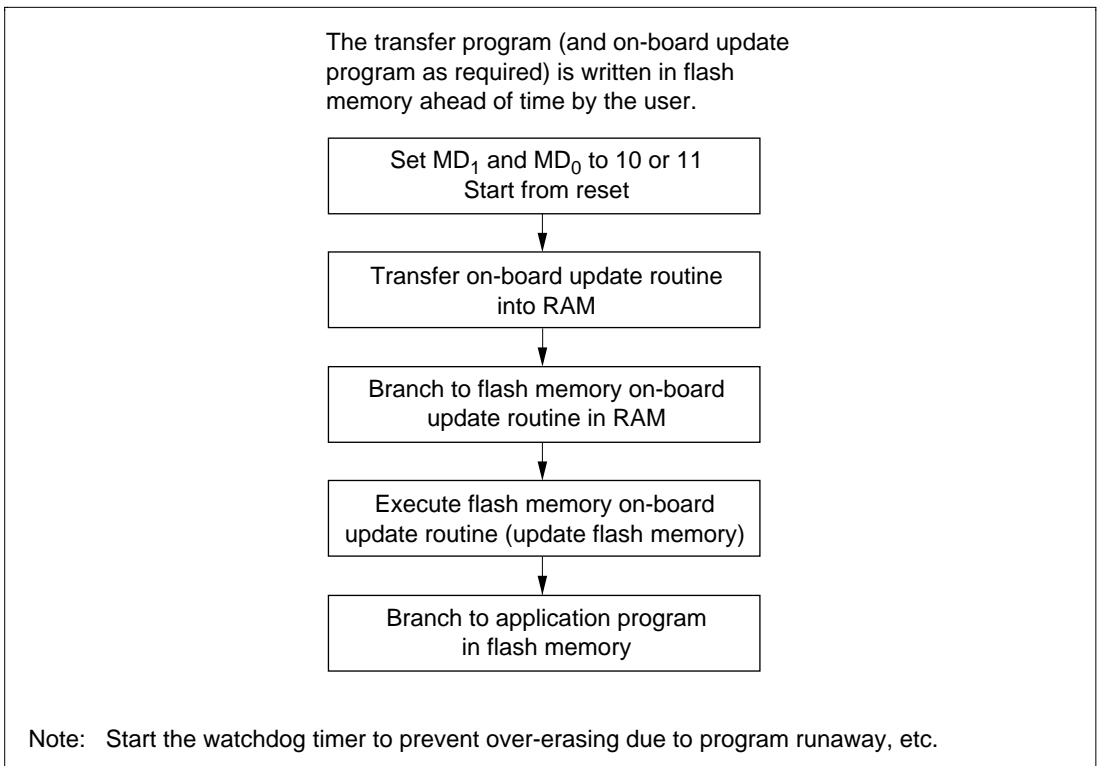 The transfer program (and on-board update
program as required) is written in flash
memory ahead of time by the user.
Set MD₁ and MD₀ to 10 or 11
Start from reset
Transfer on-board update routine
into RAM
Branch to flash memory on-board
update routine in RAM
Execute flash memory on-board
update routine (update flash memory)
Branch to application program
in flash memory
Note: Start the watchdog timer to prevent over-erasing due to program runaway, etc.